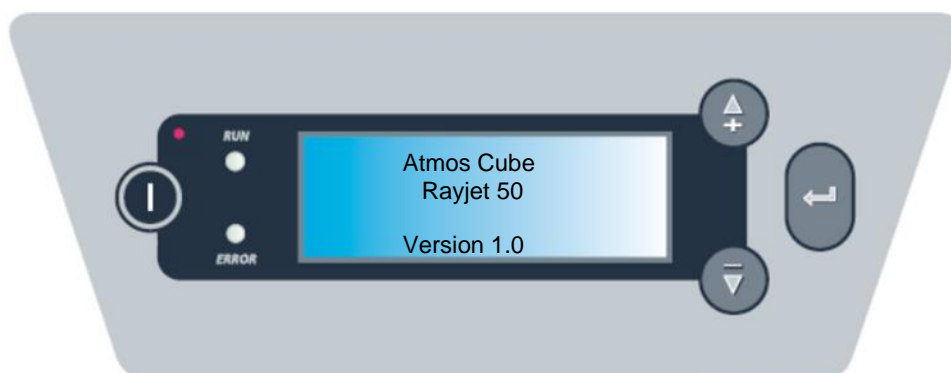 RUN
ERROR
Atmos Cube
Rayjet 50
Version 1.0